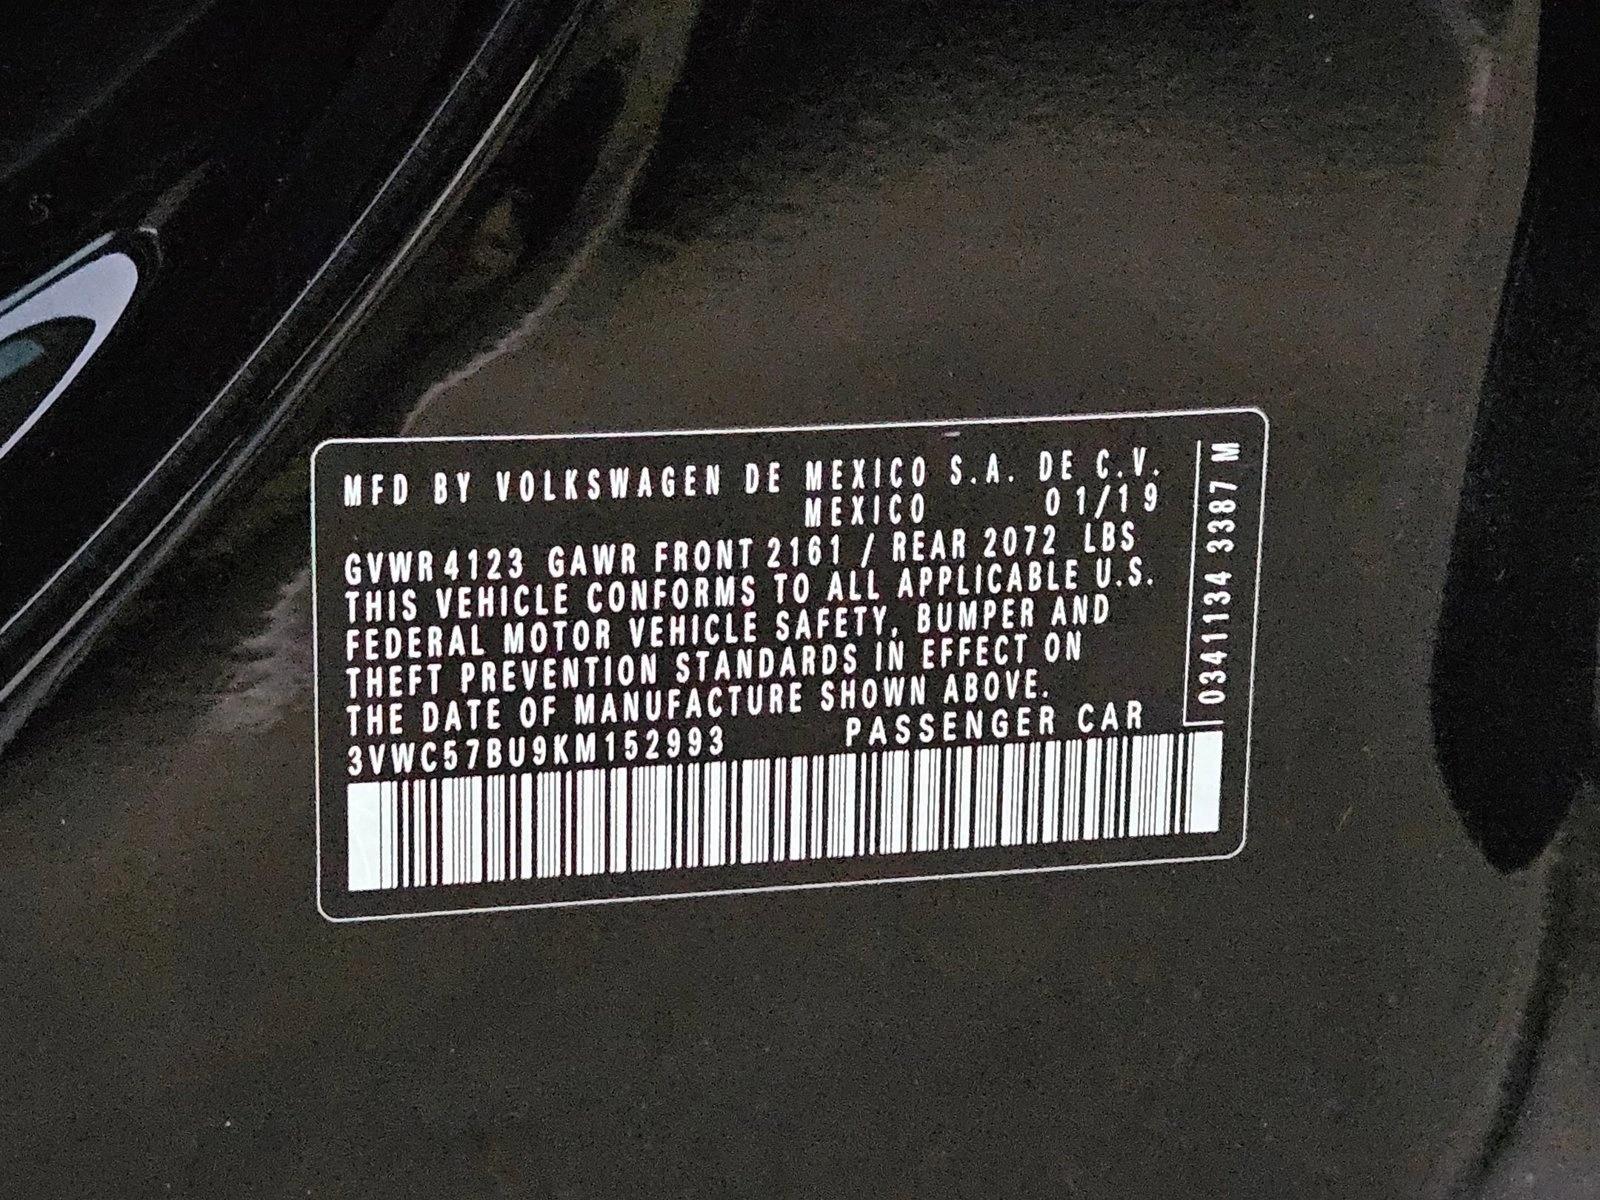 MFD BY VOLKSWAGEN DE MEXICO S.A. DE C.V.
MEXICO 01/19
GVWR 4123 GAWR FRONT 2161 / REAR 2072 LBS
THIS VEHICLE CONFORMS TO ALL APPLICABLE U.S.
FEDERAL MOTOR VEHICLE SAFETY, BUMPER AND
THEFT PREVENTION STANDARDS IN EFFECT ON
THE DATE OF MANUFACTURE SHOWN ABOVE.
3VWC57BU9KM152993 PASSENGER CAR
0341134 3387 M